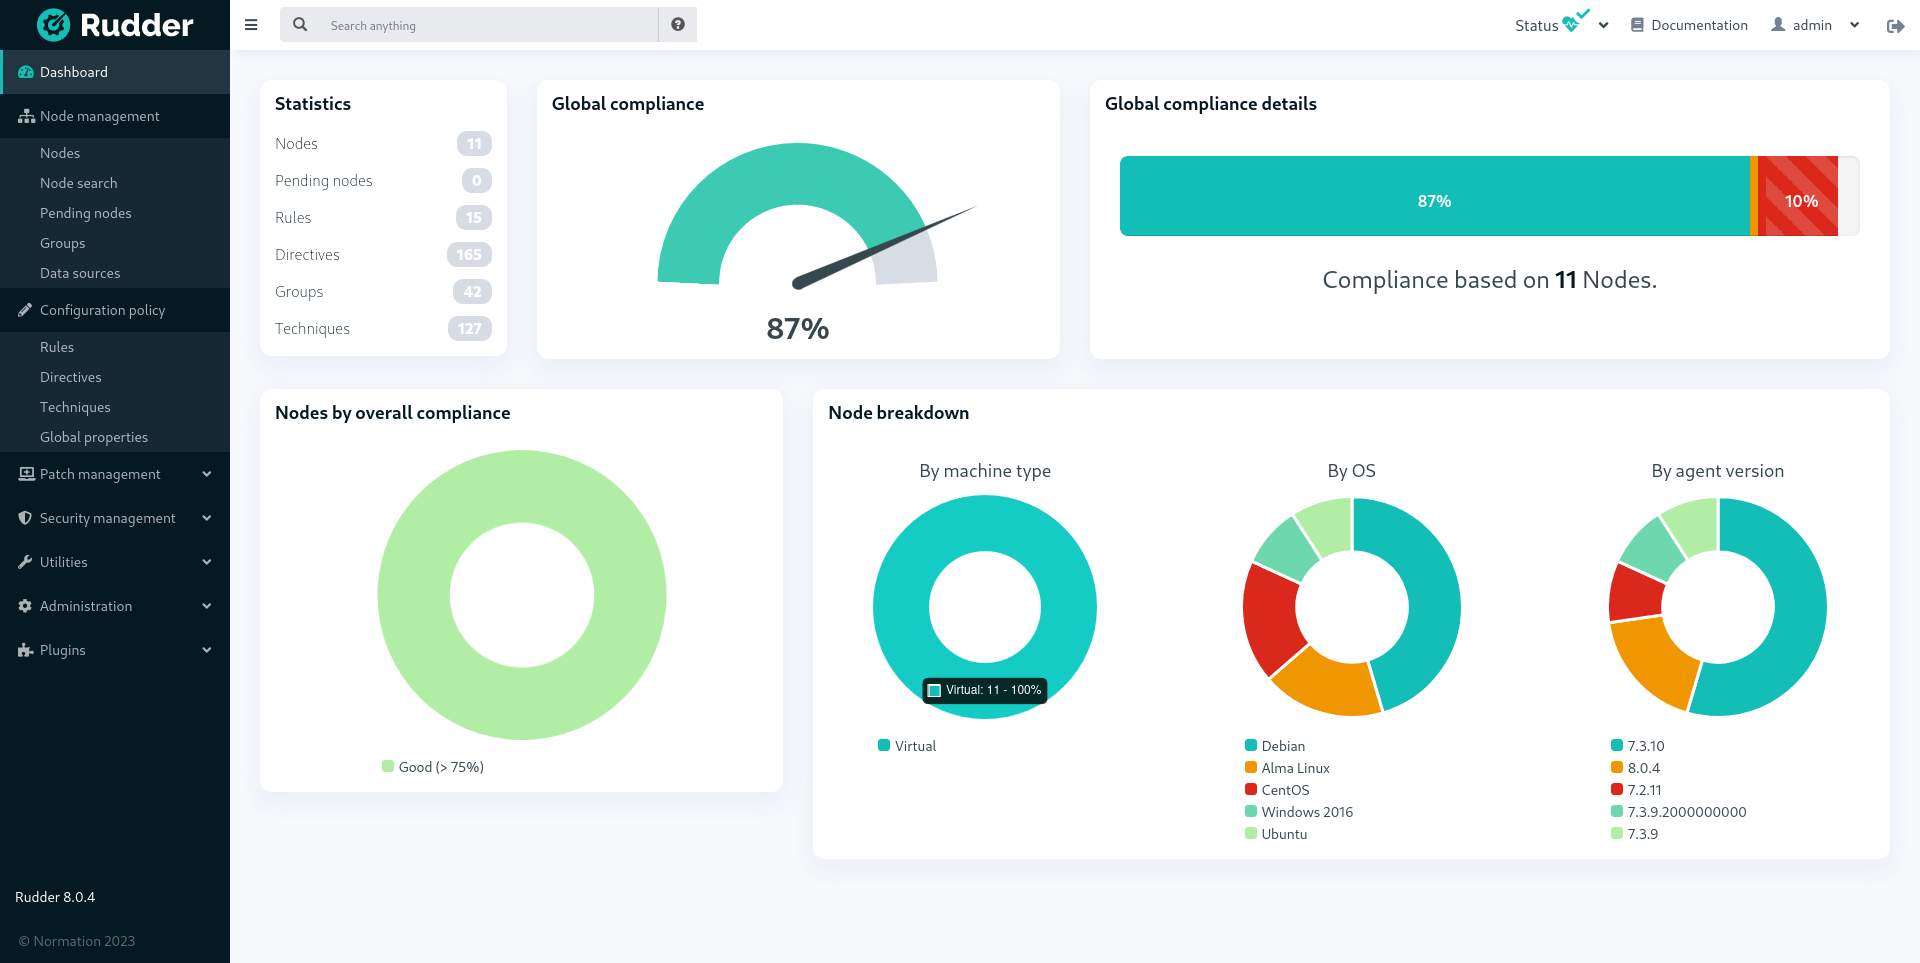 Rudder
Search anything
Status
Documentation
admin
Dashboard
Node management
Nodes
Node search
Pending nodes
Groups
Data sources
Configuration policy
Rules
Directives
Techniques
Global properties
Patch management
Security management
Utilities
Administration
Plugins
Rudder 8.0.4
© Normation 2023
Statistics
Nodes 11
Pending nodes 0
Rules 15
Directives 165
Groups 42
Techniques 127
Global compliance
87%
Global compliance details
87% 10%
Compliance based on 11 Nodes.
Nodes by overall compliance
Good (> 75%)
Node breakdown
By machine type
Virtual: 11 - 100%
Virtual
By OS
Debian
Alma Linux
CentOS
Windows 2016
Ubuntu
By agent version
7.3.10
8.0.4
7.2.11
7.3.9.2000000000
7.3.9